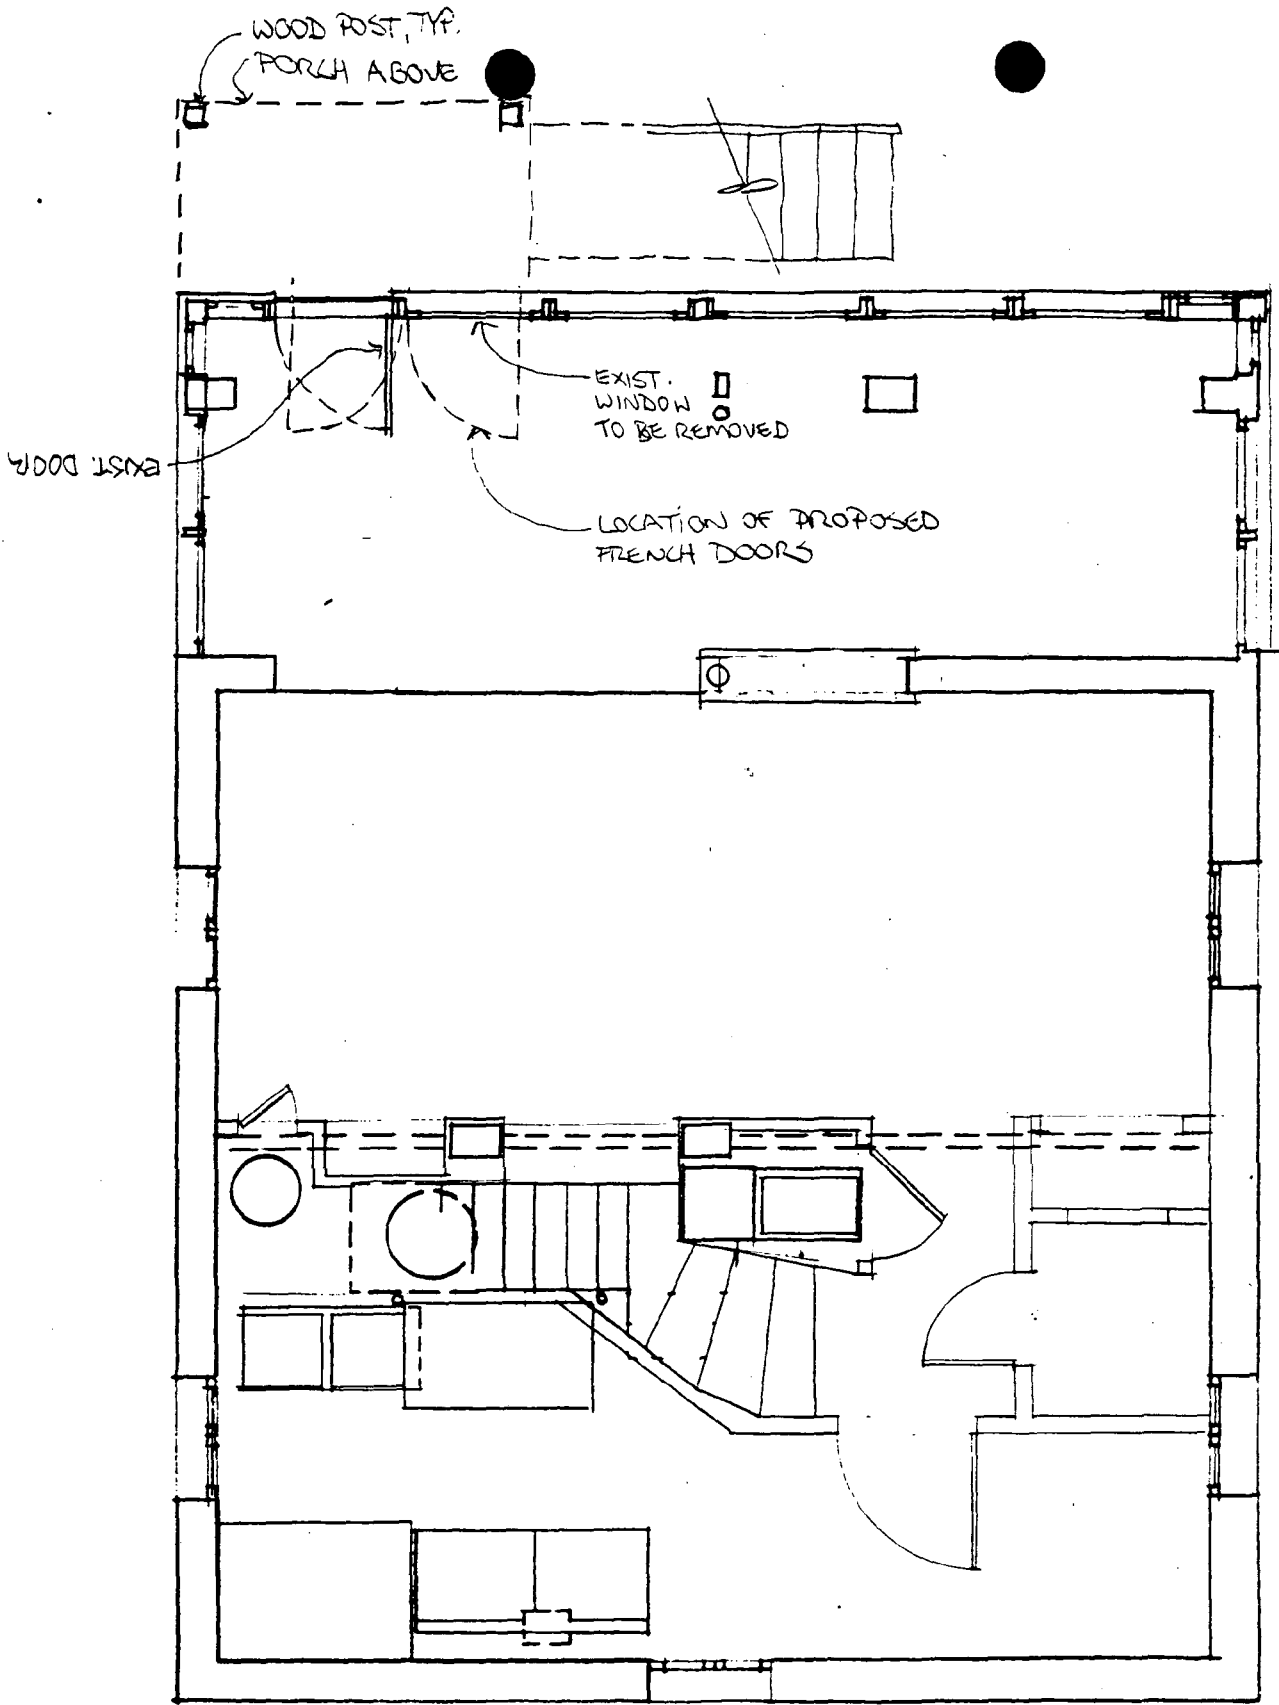 WOOD POST, TYP.
PORCH ABOVE
EXIST.
WINDOW
TO BE REMOVED
EXIST. DOOR
LOCATION OF PROPOSED
FRENCH DOORS